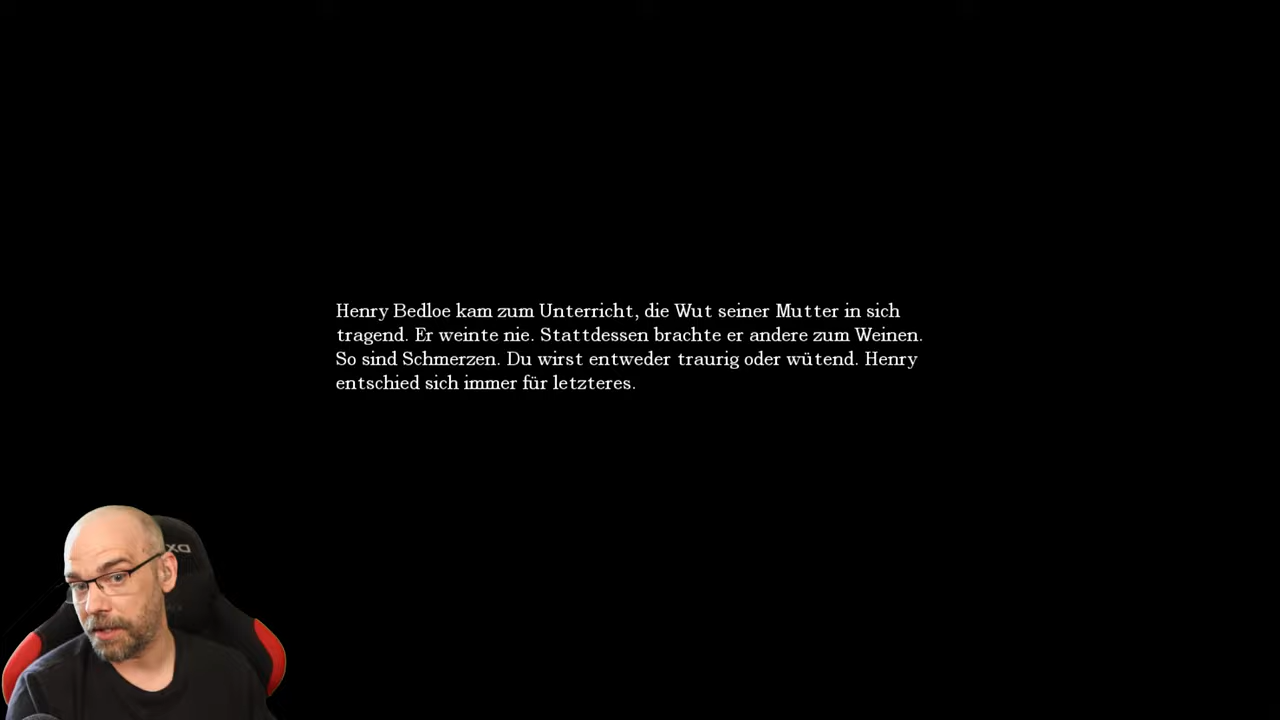 Henry Bedloe kam zum Unterricht, die Wut seiner Mutter in sich
tragend. Er weinte nie. Stattdessen brachte er andere zum Weinen.
So sind Schmerzen. Du wirst entweder traurig oder wütend. Henry
entschied sich immer für letzteres.
DX